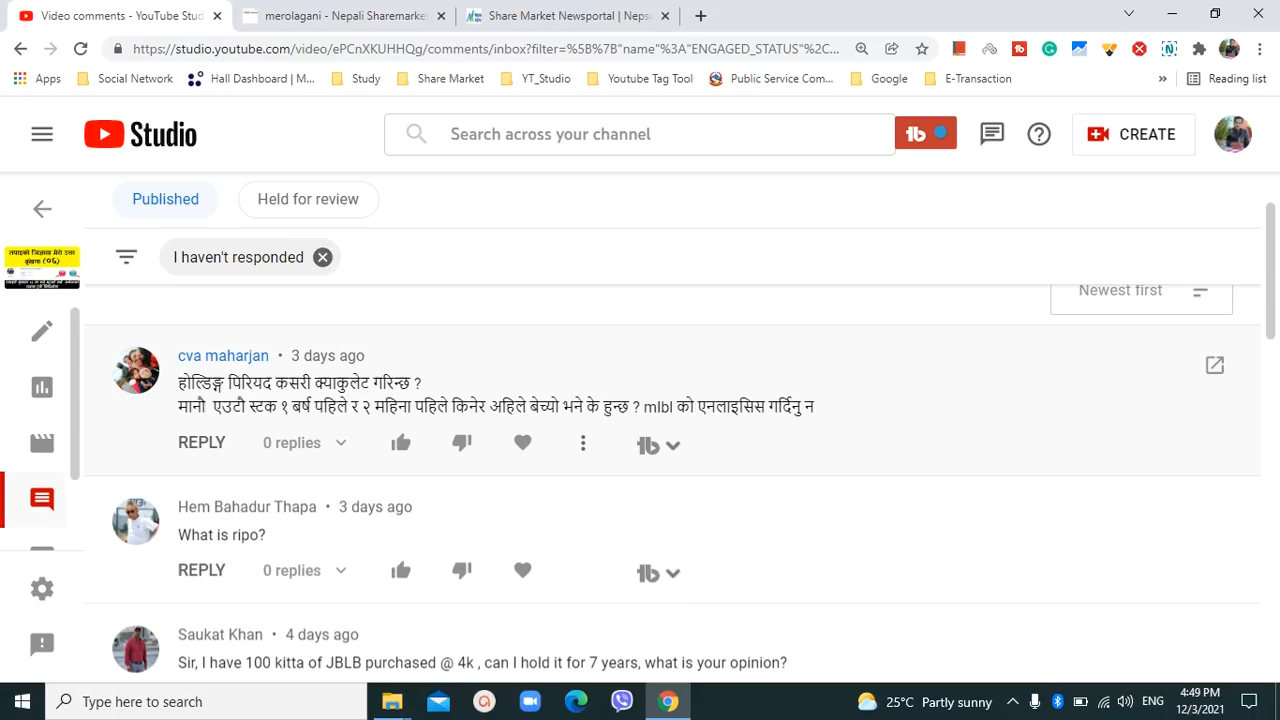 Video comments - YouTube Studio
merolagani - Nepali Sharemarket
Share Market Newsportal | Nepse
https://studio.youtube.com/video/ePCnXKUHHQg/comments/inbox?filter=%5B%7B"name"%3A"ENGAGED_STATUS"%2C...
Apps
Social Network
Hall Dashboard | M...
Study
Share Market
YT_Studio
Youtube Tag Tool
Public Service Com...
Google
E-Transaction
»
Reading list
Studio
Search across your channel
CREATE
Published
Held for review
तपाइको जिज्ञासा मेरो उत्तर
I haven't responded
Newest first
cva maharjan • 3 days ago
होल्डिङ्ग पिरियद कसरी क्याकुलेट गरिन्छ ?
मानौ एउटौ स्टक १ बर्ष पहिले र २ महिना पहिले किनेर अहिले बेच्यो भने के हुन्छ ? mlbl को एनलाइसिस गर्दिनु न
REPLY 0 replies
Hem Bahadur Thapa • 3 days ago
What is ripo?
REPLY 0 replies
Saukat Khan • 4 days ago
Sir, I have 100 kitta of JBLB purchased @ 4k , can I hold it for 7 years, what is your opinion?
Type here to search
25°C Partly sunny
ENG
4:49 PM
12/3/2021